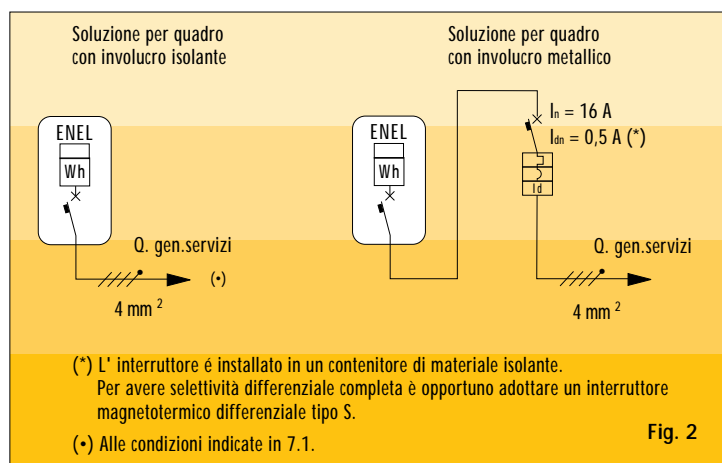 Soluzione per quadro
con involucro isolante
Soluzione per quadro
con involucro metallico
ENEL
Wh
Q. gen.servizi
(•)
4 mm 2
ENEL
Wh
In = 16 A
Idn = 0,5 A (*)
Id
Q. gen.servizi
4 mm 2
(*) L' interruttore é installato in un contenitore di materiale isolante.
Per avere selettività differenziale completa è opportuno adottare un interruttore
magnetotermico differenziale tipo S.
(•) Alle condizioni indicate in 7.1.
Fig. 2